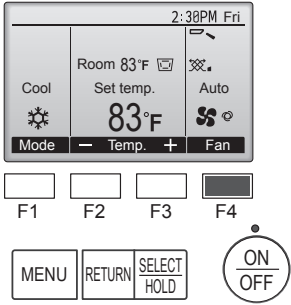 2:30PM Fri
Room 83°F
Cool Set temp. Auto
83°F
Mode − Temp. + Fan
F1 F2 F3 F4
MENU RETURN SELECT/HOLD ON/OFF